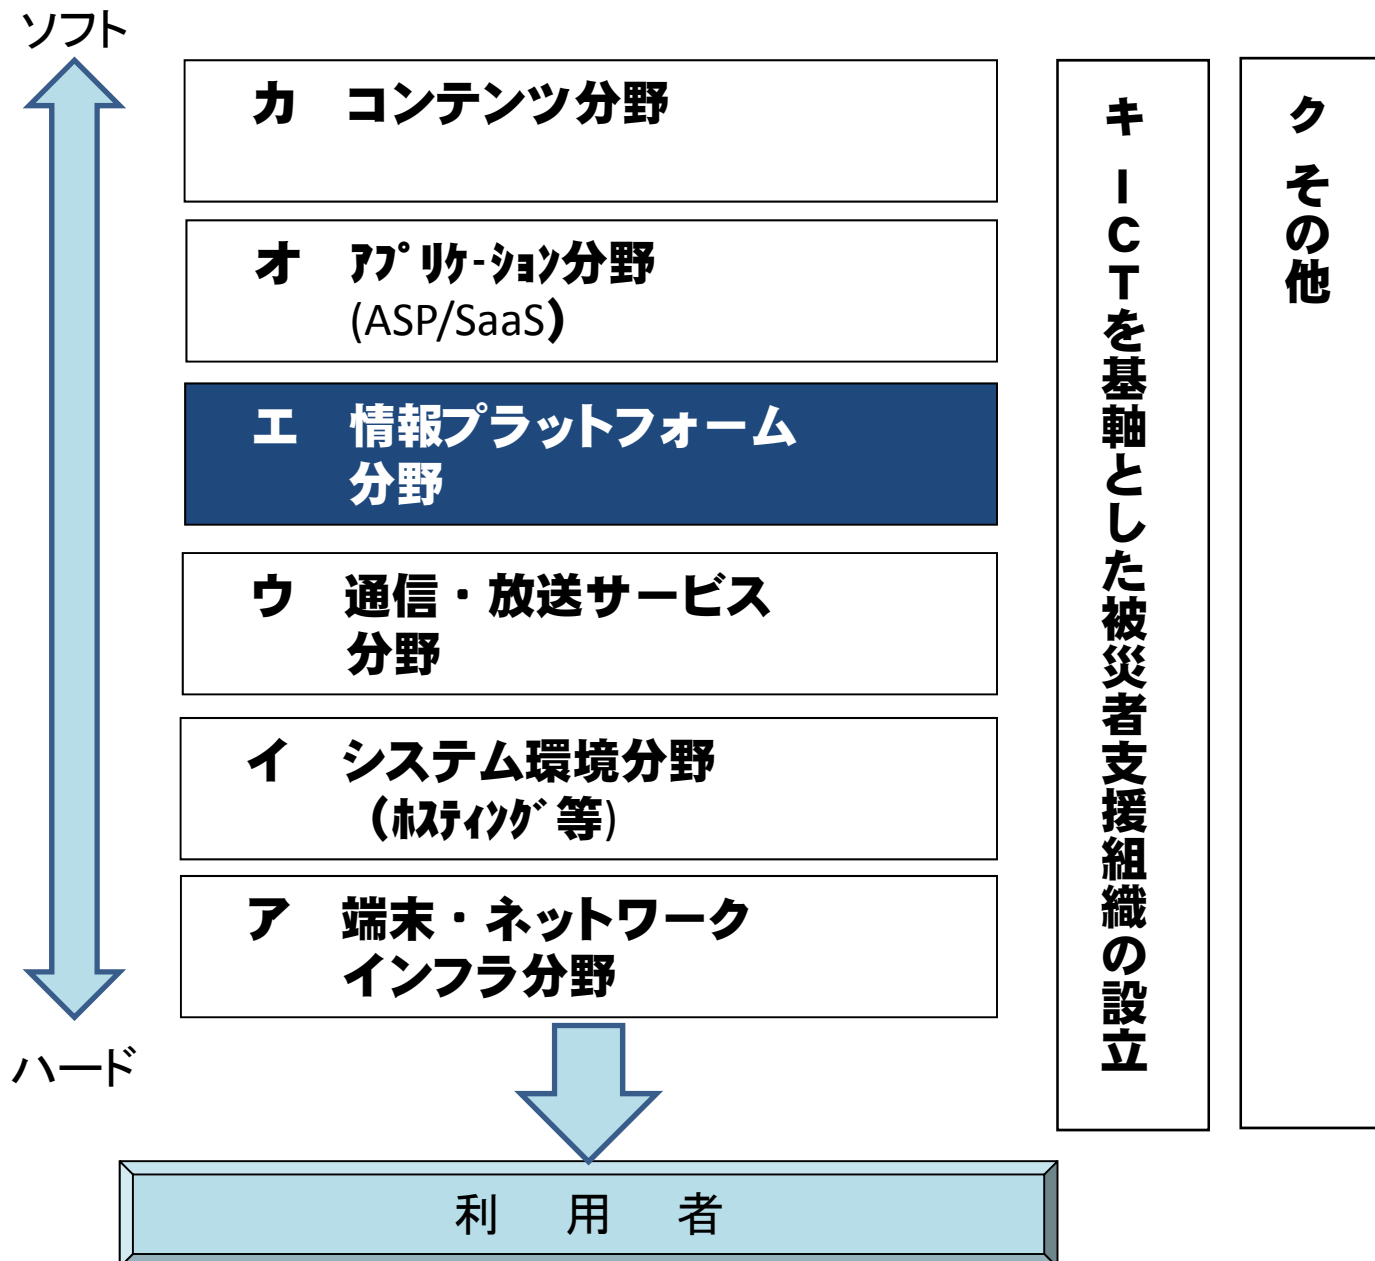 ソフト
カ　コンテンツ分野
オ　ｱﾌﾟﾘｹ-ｼｮﾝ分野
(ASP/SaaS)
エ　情報プラットフォーム
分野
ウ　通信・放送サービス
分野
イ　システム環境分野
（ﾎｽﾃｨﾝｸﾞ等)
ア　端末・ネットワーク
インフラ分野
ハード
利　用　者
キ　ＩＣＴを基軸とした被災者支援組織の設立
ク　その他